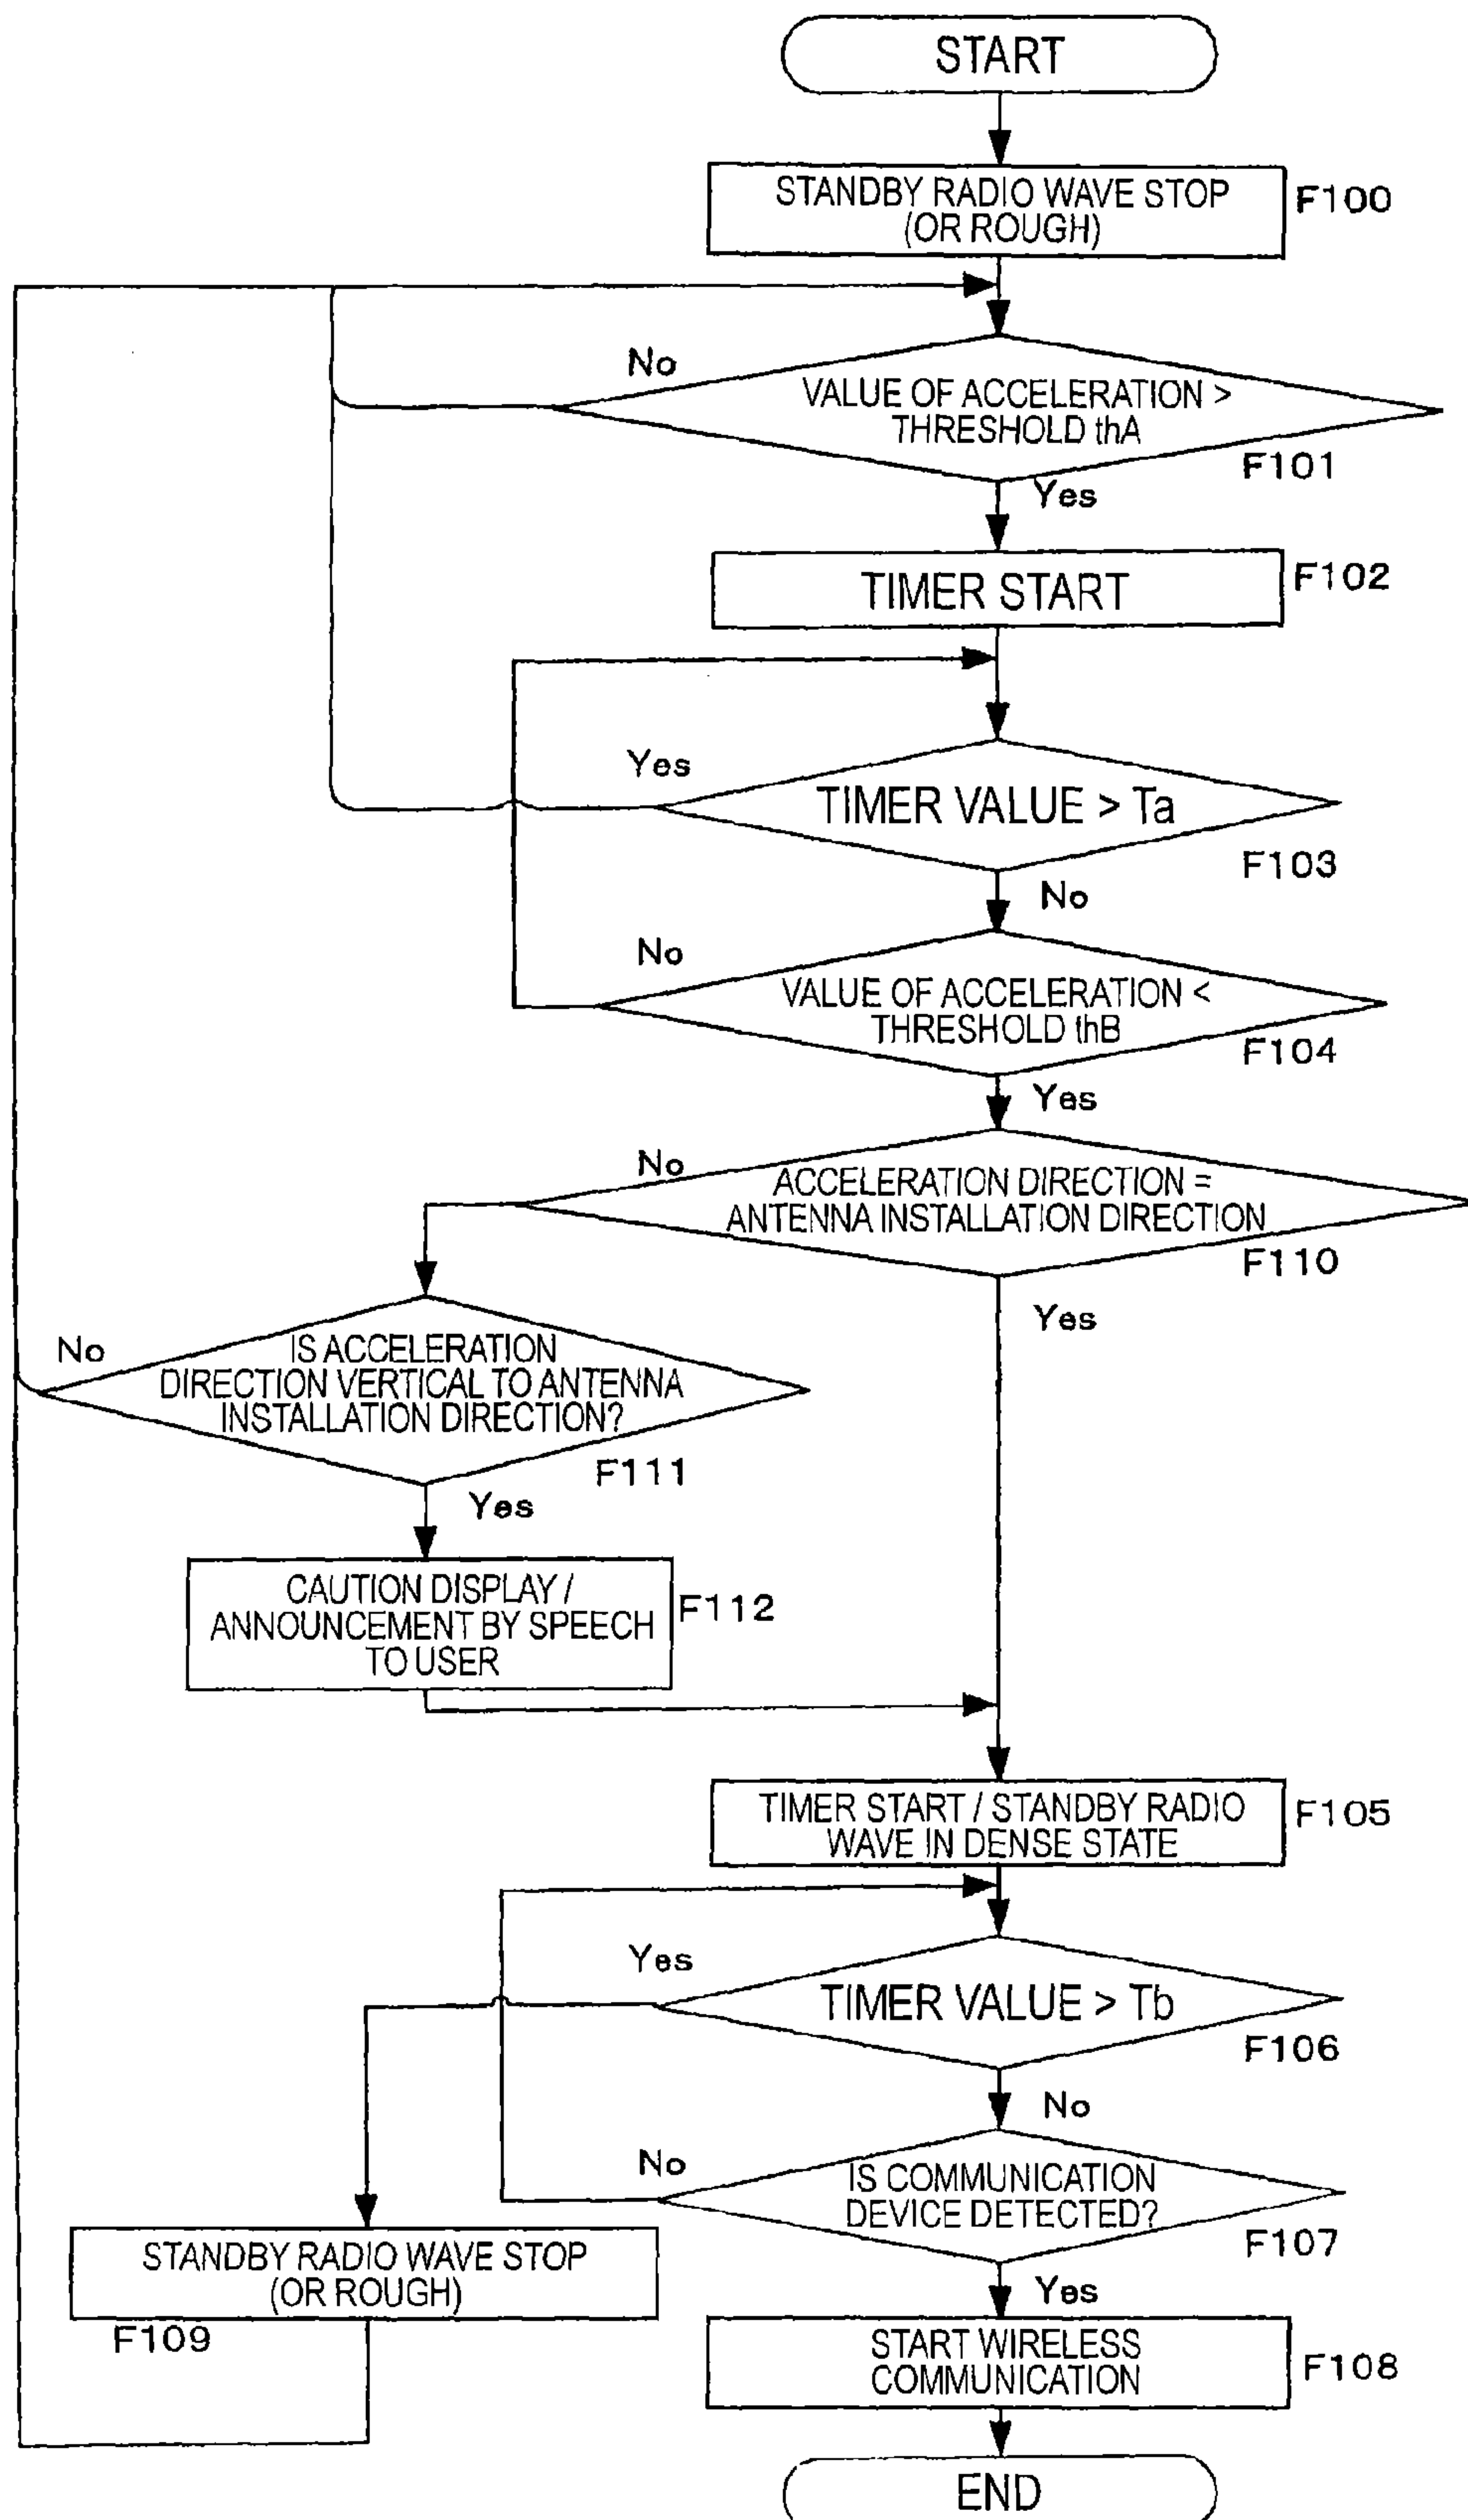 START
STANDBY RADIO WAVE STOP
(OR ROUGH)
F100
No
VALUE OF ACCELERATION >
THRESHOLD thA
F101
Yes
TIMER START
F102
Yes
TIMER VALUE > Ta
F103
No
No
VALUE OF ACCELERATION <
THRESHOLD thB
F104
Yes
No
ACCELERATION DIRECTION =
ANTENNA INSTALLATION DIRECTION
F110
Yes
No
IS ACCELERATION
DIRECTION VERTICAL TO ANTENNA
INSTALLATION DIRECTION?
F111
Yes
CAUTION DISPLAY /
ANNOUNCEMENT BY SPEECH
TO USER
F112
TIMER START / STANDBY RADIO
WAVE IN DENSE STATE
F105
Yes
TIMER VALUE > Tb
F106
No
No
IS COMMUNICATION
DEVICE DETECTED?
F107
Yes
STANDBY RADIO WAVE STOP
(OR ROUGH)
F109
START WIRELESS
COMMUNICATION
F108
END